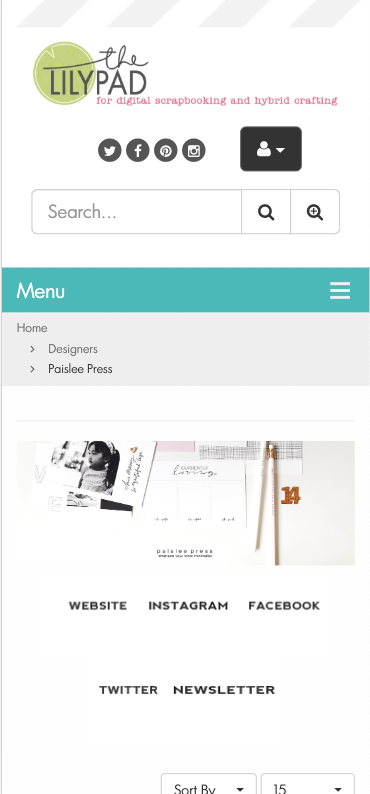 the
LILYPAD
for digital scrapbooking and hybrid crafting
Search...
Menu
Home
Designers
Paislee Press
CURRENTLY
loving
14
paislee press
WEBSITE INSTAGRAM FACEBOOK
TWITTER NEWSLETTER
Sort By 15